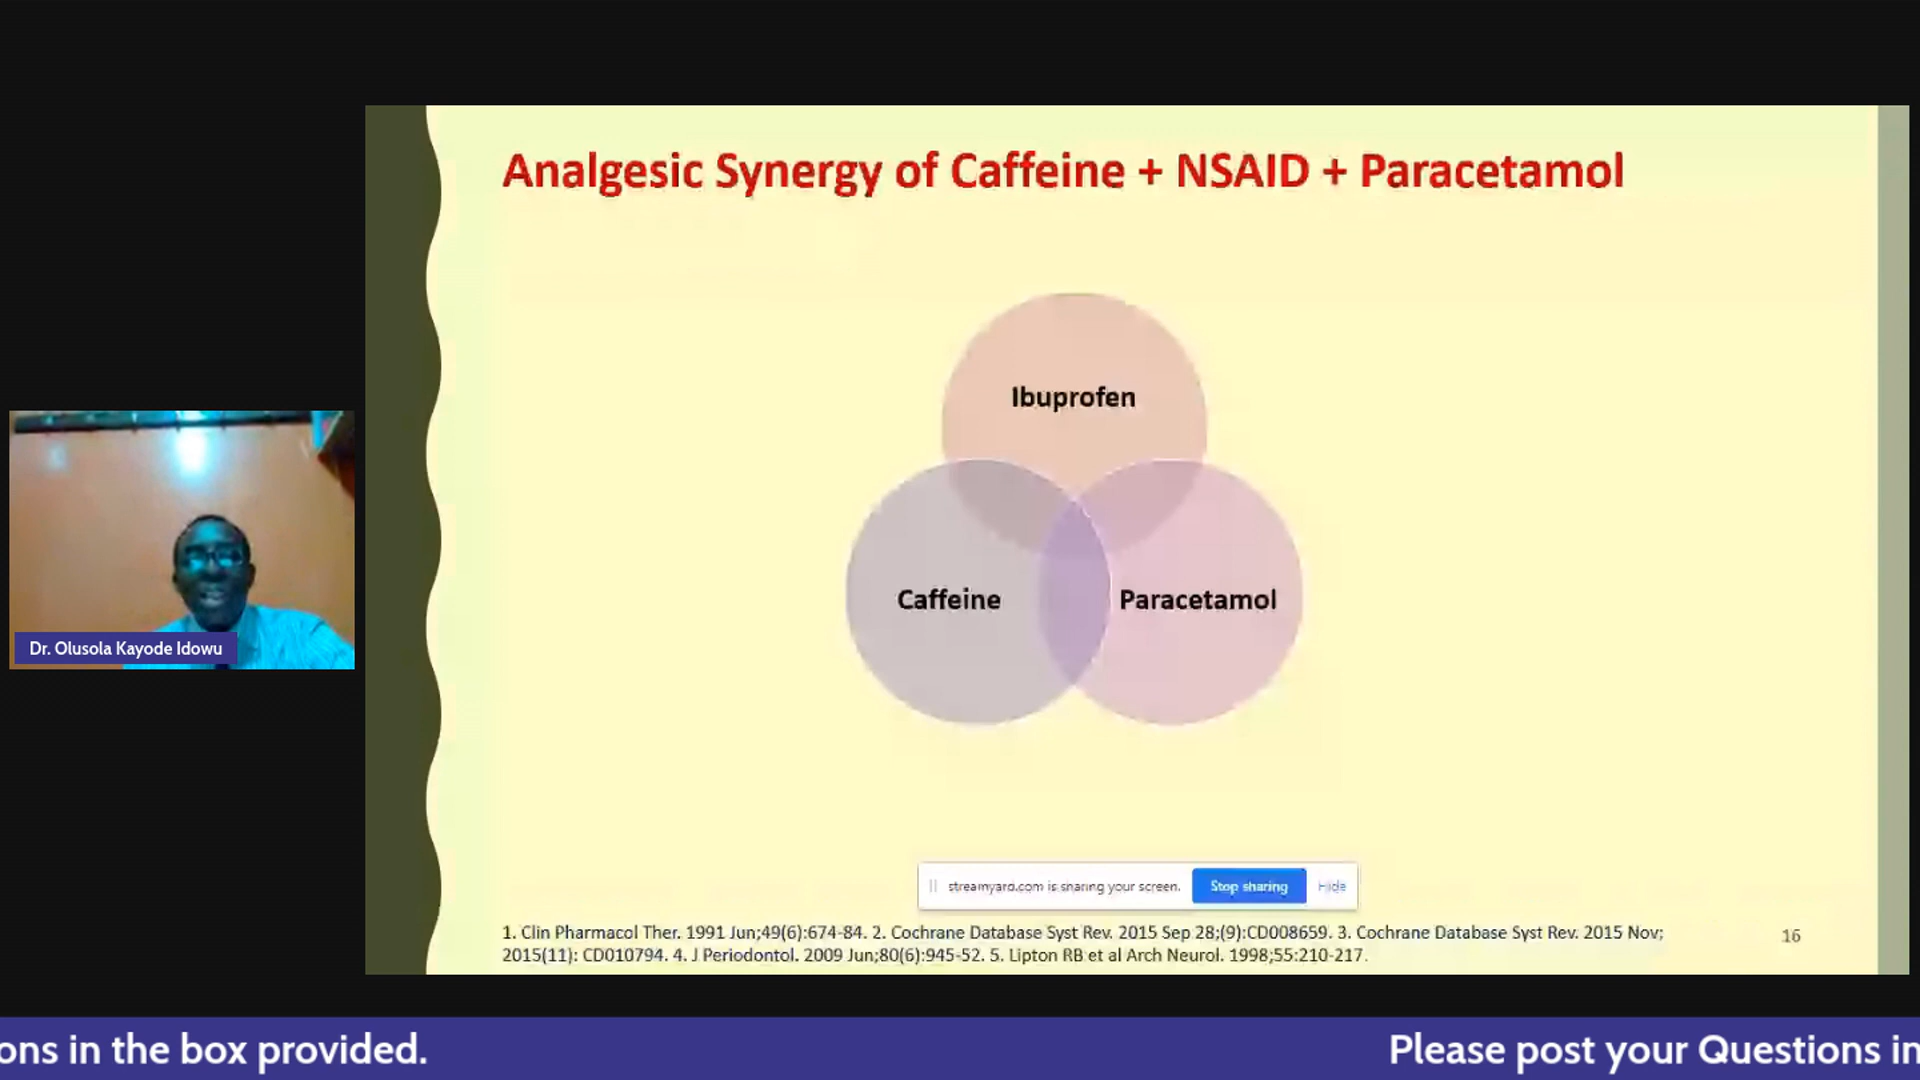 Analgesic Synergy of Caffeine + NSAID + Paracetamol
Ibuprofen
Caffeine
Paracetamol
Dr. Olusola Kayode Idowu
streamyard.com is sharing your screen.
Stop sharing
Hide
1. Clin Pharmacol Ther. 1991 Jun;49(6):674-84. 2. Cochrane Database Syst Rev. 2015 Sep 28;(9):CD008659. 3. Cochrane Database Syst Rev. 2015 Nov;
2015(11): CD010794. 4. J Periodontol. 2009 Jun;80(6):945-52. 5. Lipton RB et al Arch Neurol. 1998;55:210-217.
16
ons in the box provided.
Please post your Questions in